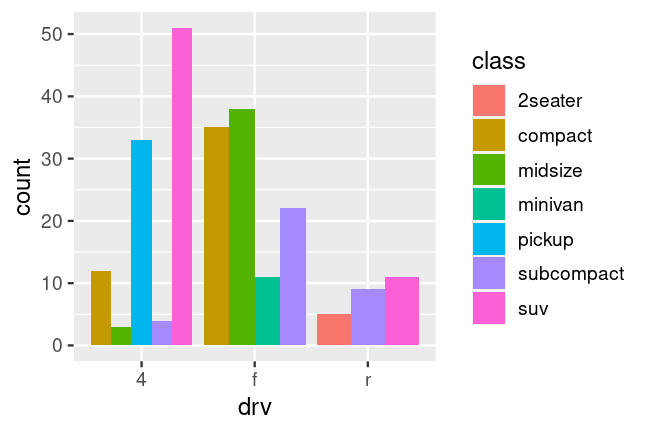 50
40
30
20
10
0
count
4 f r
drv
class
2seater
compact
midsize
minivan
pickup
subcompact
suv